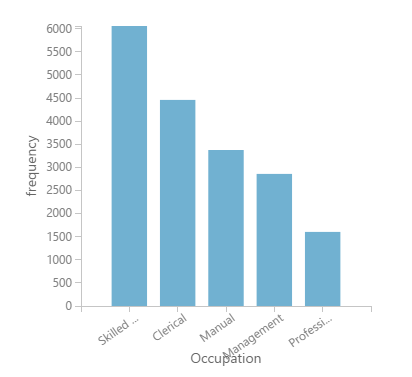 6000
5500
5000
4500
4000
3500
3000
2500
2000
1500
1000
500
0
frequency
Skilled ...
Clerical
Manual
Management
Professi...
Occupation